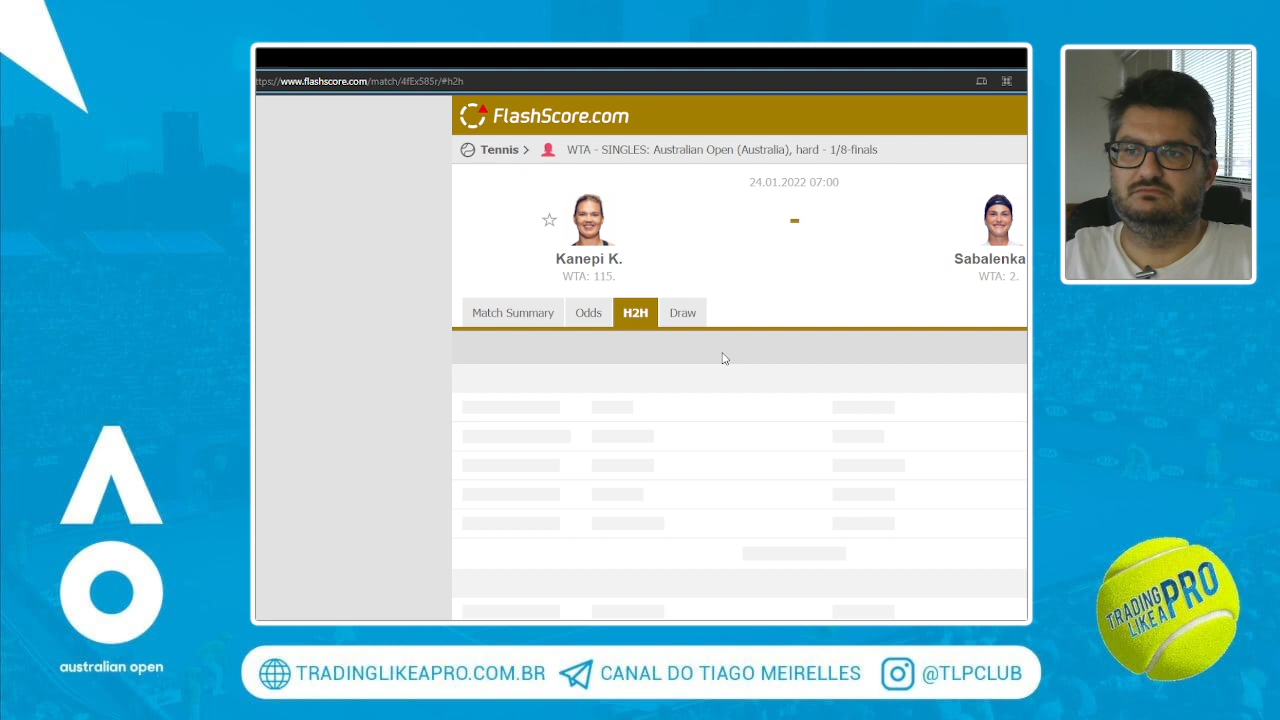 ttps://www.flashscore.com/match/4fEx585r/#h2h
FlashScore.com
Tennis
WTA - SINGLES: Australian Open (Australia), hard - 1/8-finals
24.01.2022 07:00
-
Kanepi K.
Sabalenka
WTA: 115.
WTA: 2.
Match Summary
Odds
H2H
Draw
AO
australian open
TRADING
LIKE A
PRO
TRADINGLIKEAPRO.COM.BR
CANAL DO TIAGO MEIRELLES
@TLPCLUB